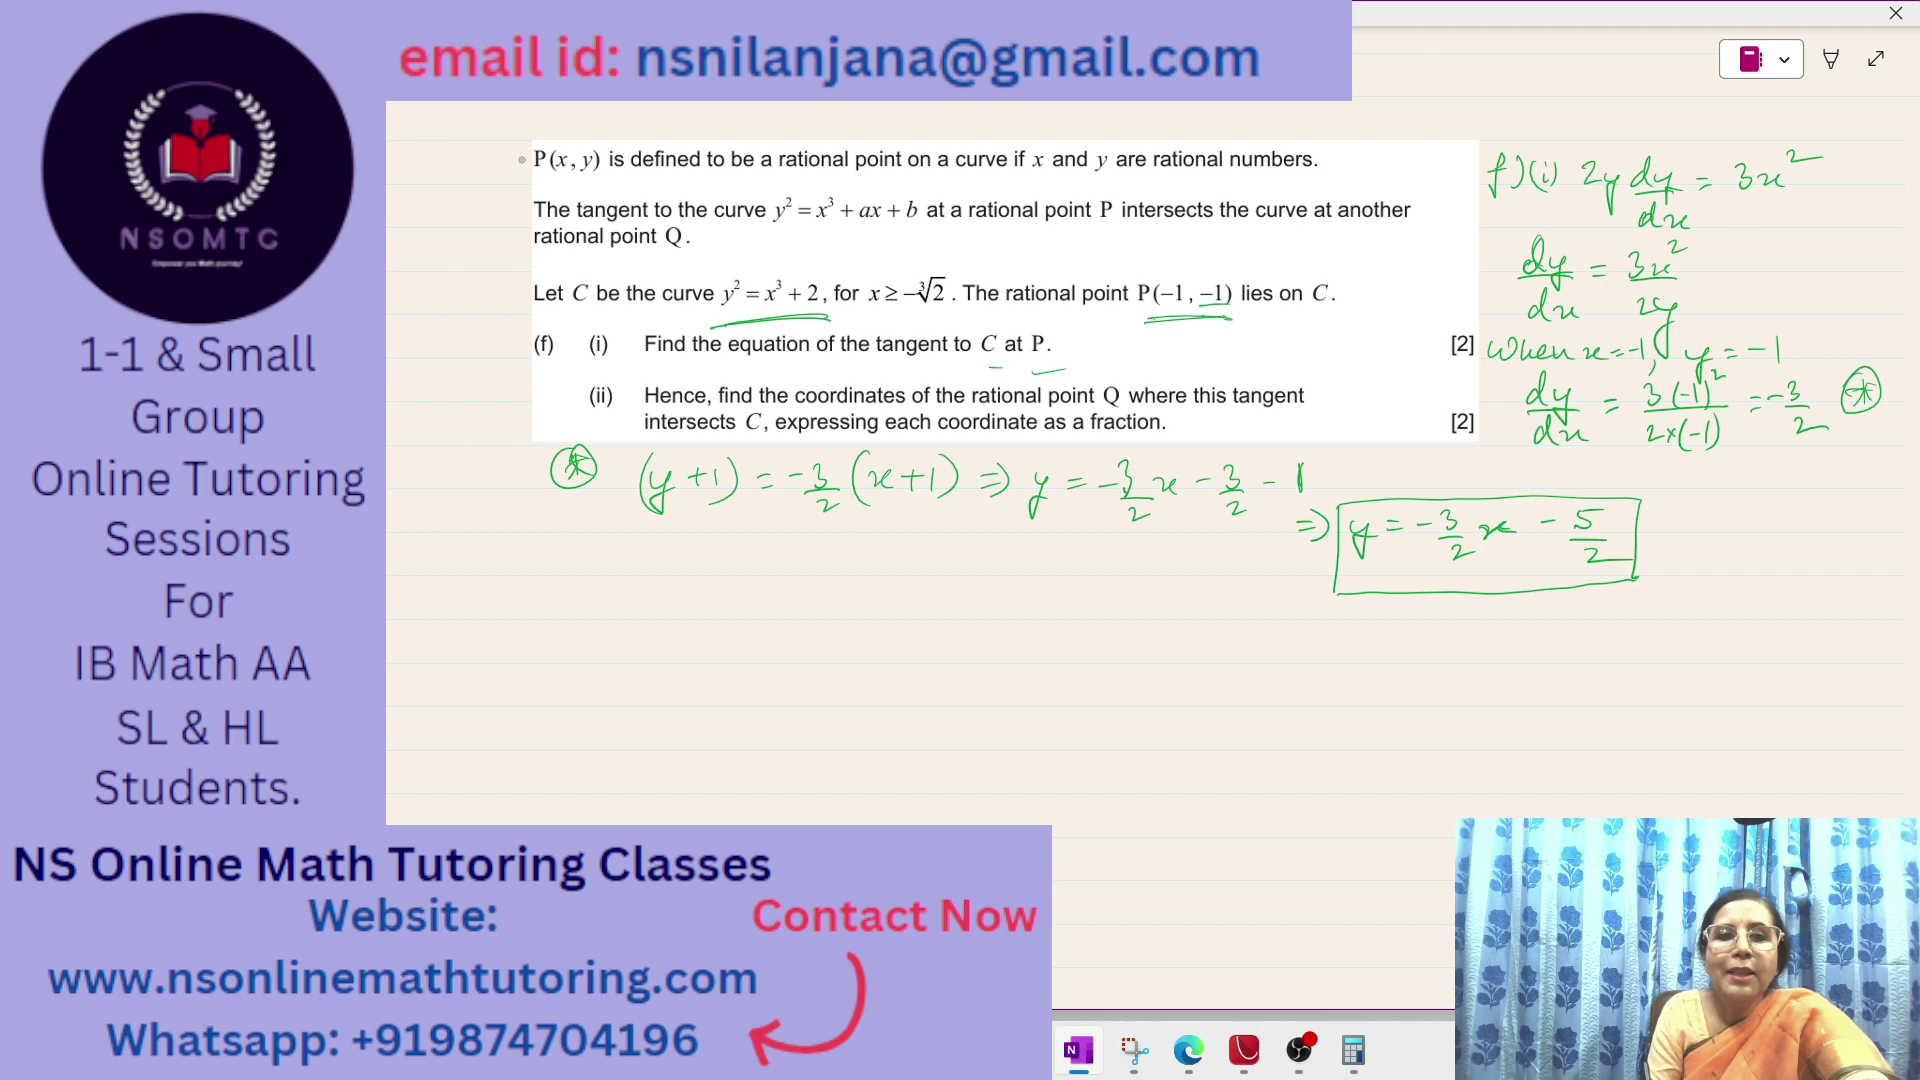 email id: nsnilanjana@gmail.com
NSOMTC
Empower you Math Journey!
1-1 & Small
Group
Online Tutoring
Sessions
For
IB Math AA
SL & HL
Students.
P(x, y) is defined to be a rational point on a curve if x and y are rational numbers.
The tangent to the curve y² = x³ + ax + b at a rational point P intersects the curve at another
rational point Q.
Let C be the curve y² = x³ + 2, for x ≥ −∛2. The rational point P(−1, −1) lies on C.
(f) (i) Find the equation of the tangent to C at P. [2]
(ii) Hence, find the coordinates of the rational point Q where this tangent
intersects C, expressing each coordinate as a fraction. [2]
f)(i) 2y dy/dx = 3x²
dy/dx = 3x²/2y
when x = -1, y = -1
dy/dx = 3(-1)²/2×(-1) = -3/2 *
* (y+1) = -3/2 (x+1) ⇒ y = -3/2 x - 3/2 - 1
⇒ y = -3/2 x - 5/2
NS Online Math Tutoring Classes
Website:
www.nsonlinemathtutoring.com
Whatsapp: +919874704196
Contact Now